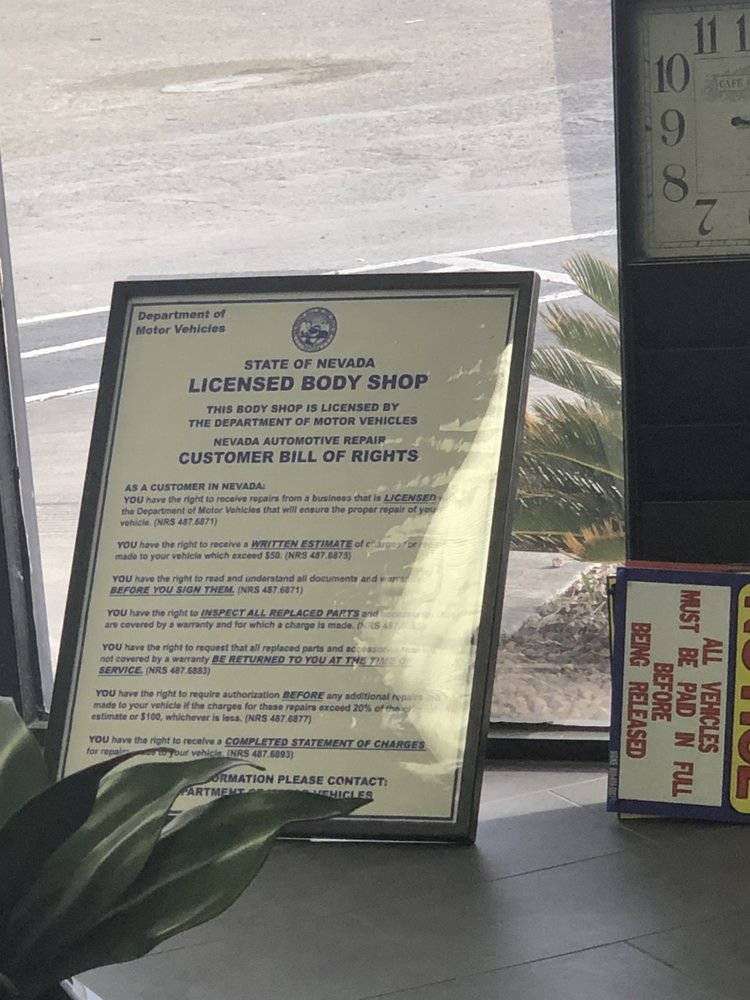 Department of
Motor Vehicles
STATE OF NEVADA
LICENSED BODY SHOP
THIS BODY SHOP IS LICENSED BY
THE DEPARTMENT OF MOTOR VEHICLES
NEVADA AUTOMOTIVE REPAIR
CUSTOMER BILL OF RIGHTS
AS A CUSTOMER IN NEVADA:
YOU have the right to receive repairs from a business that is LICENSED
the Department of Motor Vehicles that will ensure the proper repair of your
vehicle. (NRS 487.6871)
YOU have the right to receive a WRITTEN ESTIMATE of charges for
made to your vehicle which exceed $50. (NRS 487.6875)
YOU have the right to read and understand all documents and
BEFORE YOU SIGN THEM. (NRS 487.6871)
YOU have the right to INSPECT ALL REPLACED PARTS and
are covered by a warranty and for which a charge is made. (NRS
YOU have the right to request that all replaced parts and accessories
not covered by a warranty BE RETURNED TO YOU AT THE TIME OF
SERVICE. (NRS 487.6883)
YOU have the right to require authorization BEFORE any additional repairs
made to your vehicle if the charges for these repairs exceed 20% of the
estimate or $100, whichever is less. (NRS 487.6877)
YOU have the right to receive a COMPLETED STATEMENT OF CHARGES
for repairs made to your vehicle. (NRS 487.6893)
ORMATION PLEASE CONTACT:
PARTMENT OF MOTOR VEHICLES
11
10
9
8
7
CAFE
ALL VEHICLES
MUST BE PAID IN FULL
BEFORE
BEING RELEASED